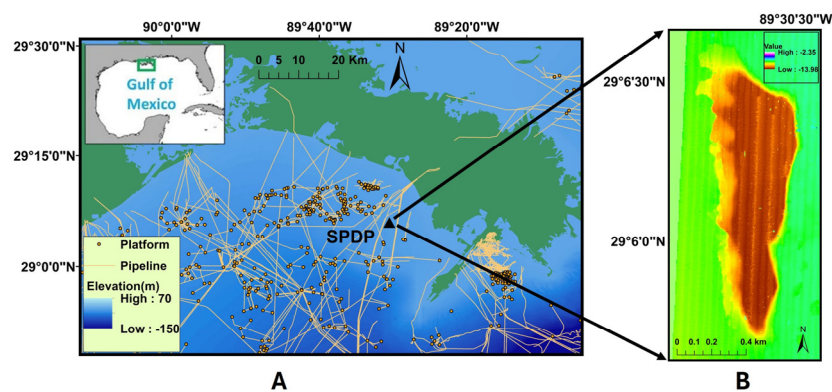 90°0'0"W
89°40'0"W
89°20'0"W
89°30'30"W
29°30'0"N
29°15'0"N
29°0'0"N
Gulf of
Mexico
0 5 10 20 Km
N
SPDP
Platform
Pipeline
Elevation(m)
High : 70
Low : -150
A
29°6'30"N
29°6'0"N
Value
High : -2.35
Low : -13.98
0 0.1 0.2 0.4 km
N
B